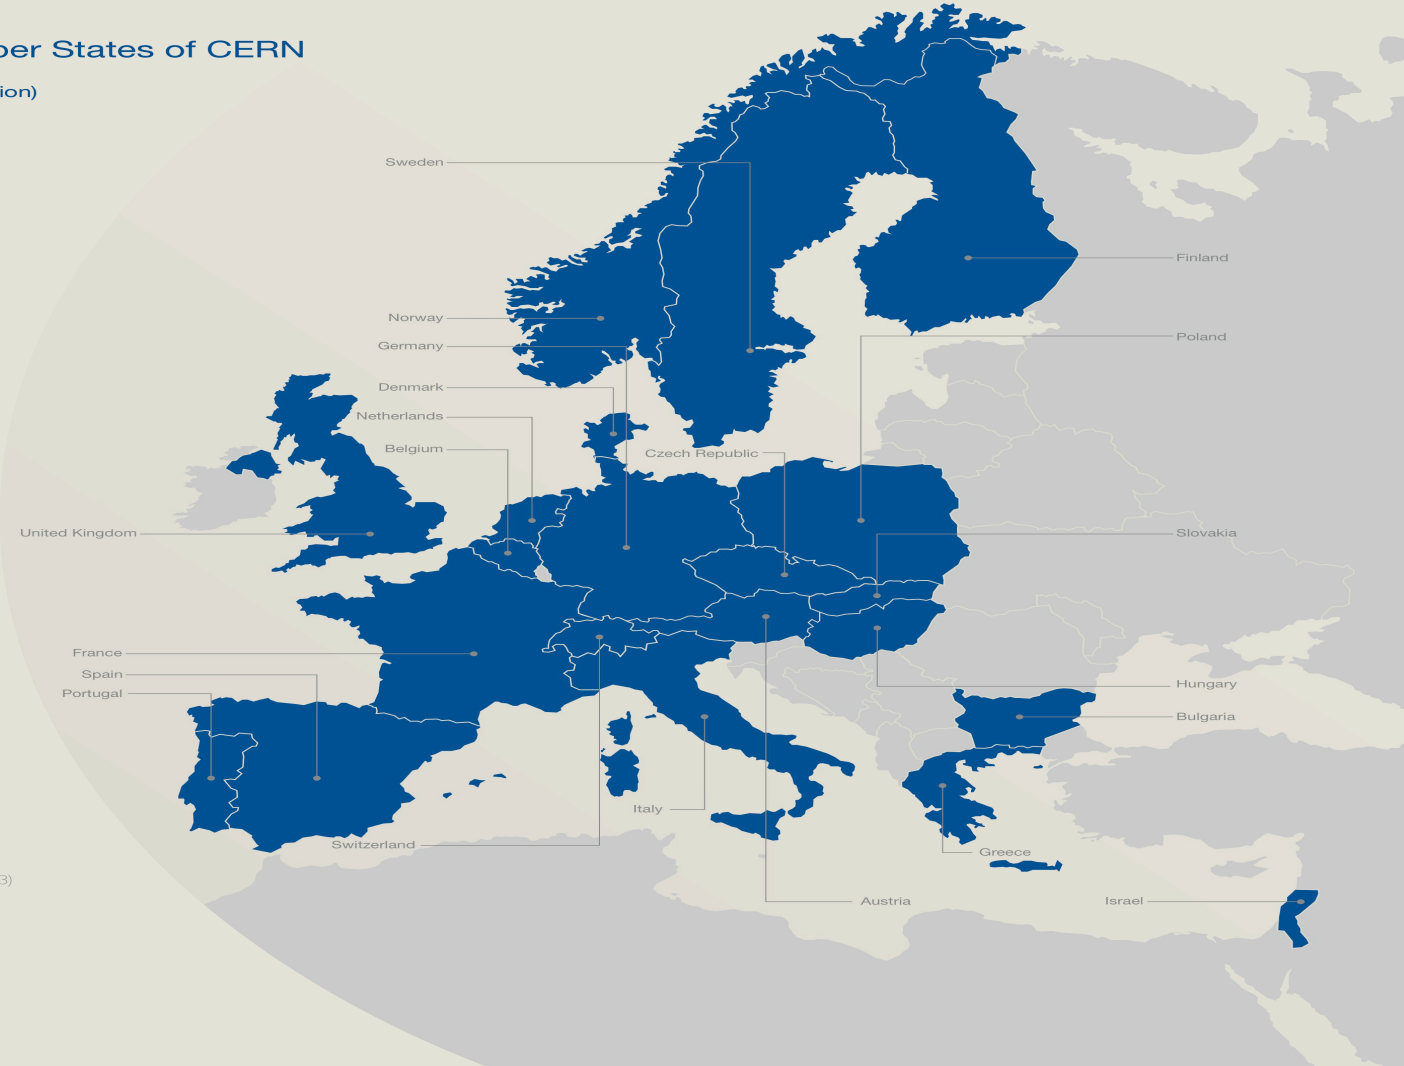 ber States of CERN
ion)
Sweden
Finland
Norway
Poland
Germany
Denmark
Netherlands
Belgium
Czech Republic
United Kingdom
Slovakia
France
Spain
Hungary
Portugal
Bulgaria
Italy
Switzerland
Greece
3)
Austria
Israel